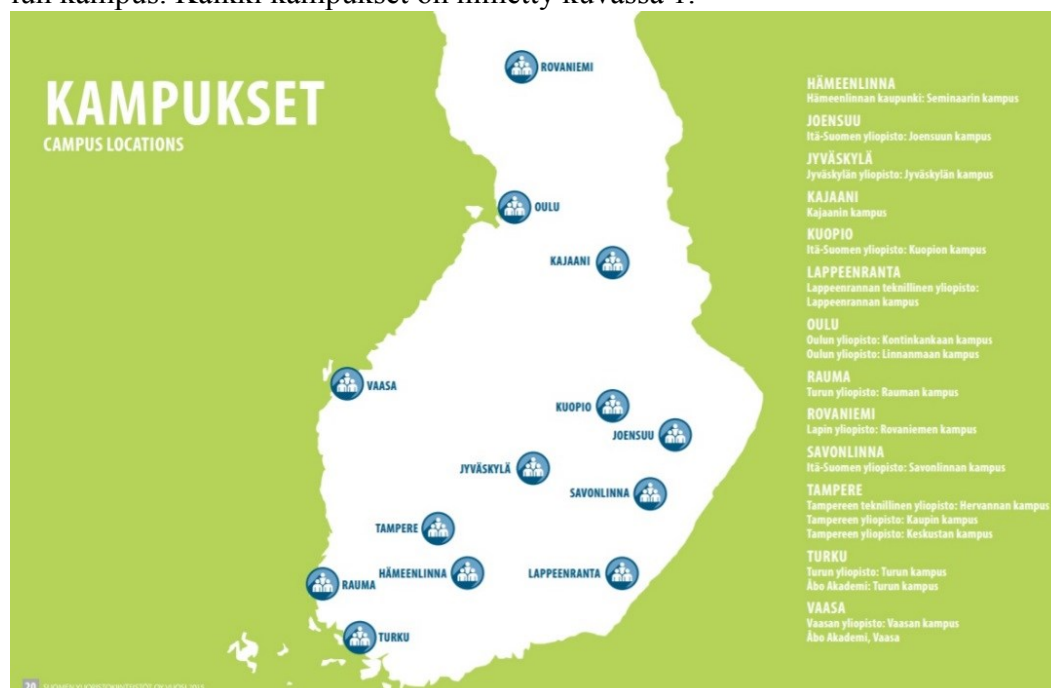 lun kampus. Kaikki kampukset on nimetty kuvassa 1.
KAMPUKSET
CAMPUS LOCATIONS
ROVANIEMI
OULU
KAJAANI
VAASA
KUOPIO
JOENSUU
JYVÄSKYLÄ
SAVONLINNA
TAMPERE
HÄMEENLINNA
LAPPEENRANTA
RAUMA
TURKU
HÄMEENLINNA
Hämeenlinnan kaupunki: Seminaarin kampus
JOENSUU
Itä-Suomen yliopisto: Joensuun kampus
JYVÄSKYLÄ
Jyväskylän yliopisto: Jyväskylän kampus
KAJAANI
Kajaanin kampus
KUOPIO
Itä-Suomen yliopisto: Kuopion kampus
LAPPEENRANTA
Lappeenrannan teknillinen yliopisto:
Lappeenrannan kampus
OULU
Oulun yliopisto: Kontinkankaan kampus
Oulun yliopisto: Linnanmaan kampus
RAUMA
Turun yliopisto: Rauman kampus
ROVANIEMI
Lapin yliopisto: Rovaniemen kampus
SAVONLINNA
Itä-Suomen yliopisto: Savonlinnan kampus
TAMPERE
Tampereen teknillinen yliopisto: Hervannan kampus
Tampereen yliopisto: Kaupin kampus
Tampereen yliopisto: Keskustan kampus
TURKU
Turun yliopisto: Turun kampus
Åbo Akademi: Turun kampus
VAASA
Vaasan yliopisto: Vaasan kampus
Åbo Akademi, Vaasa
20